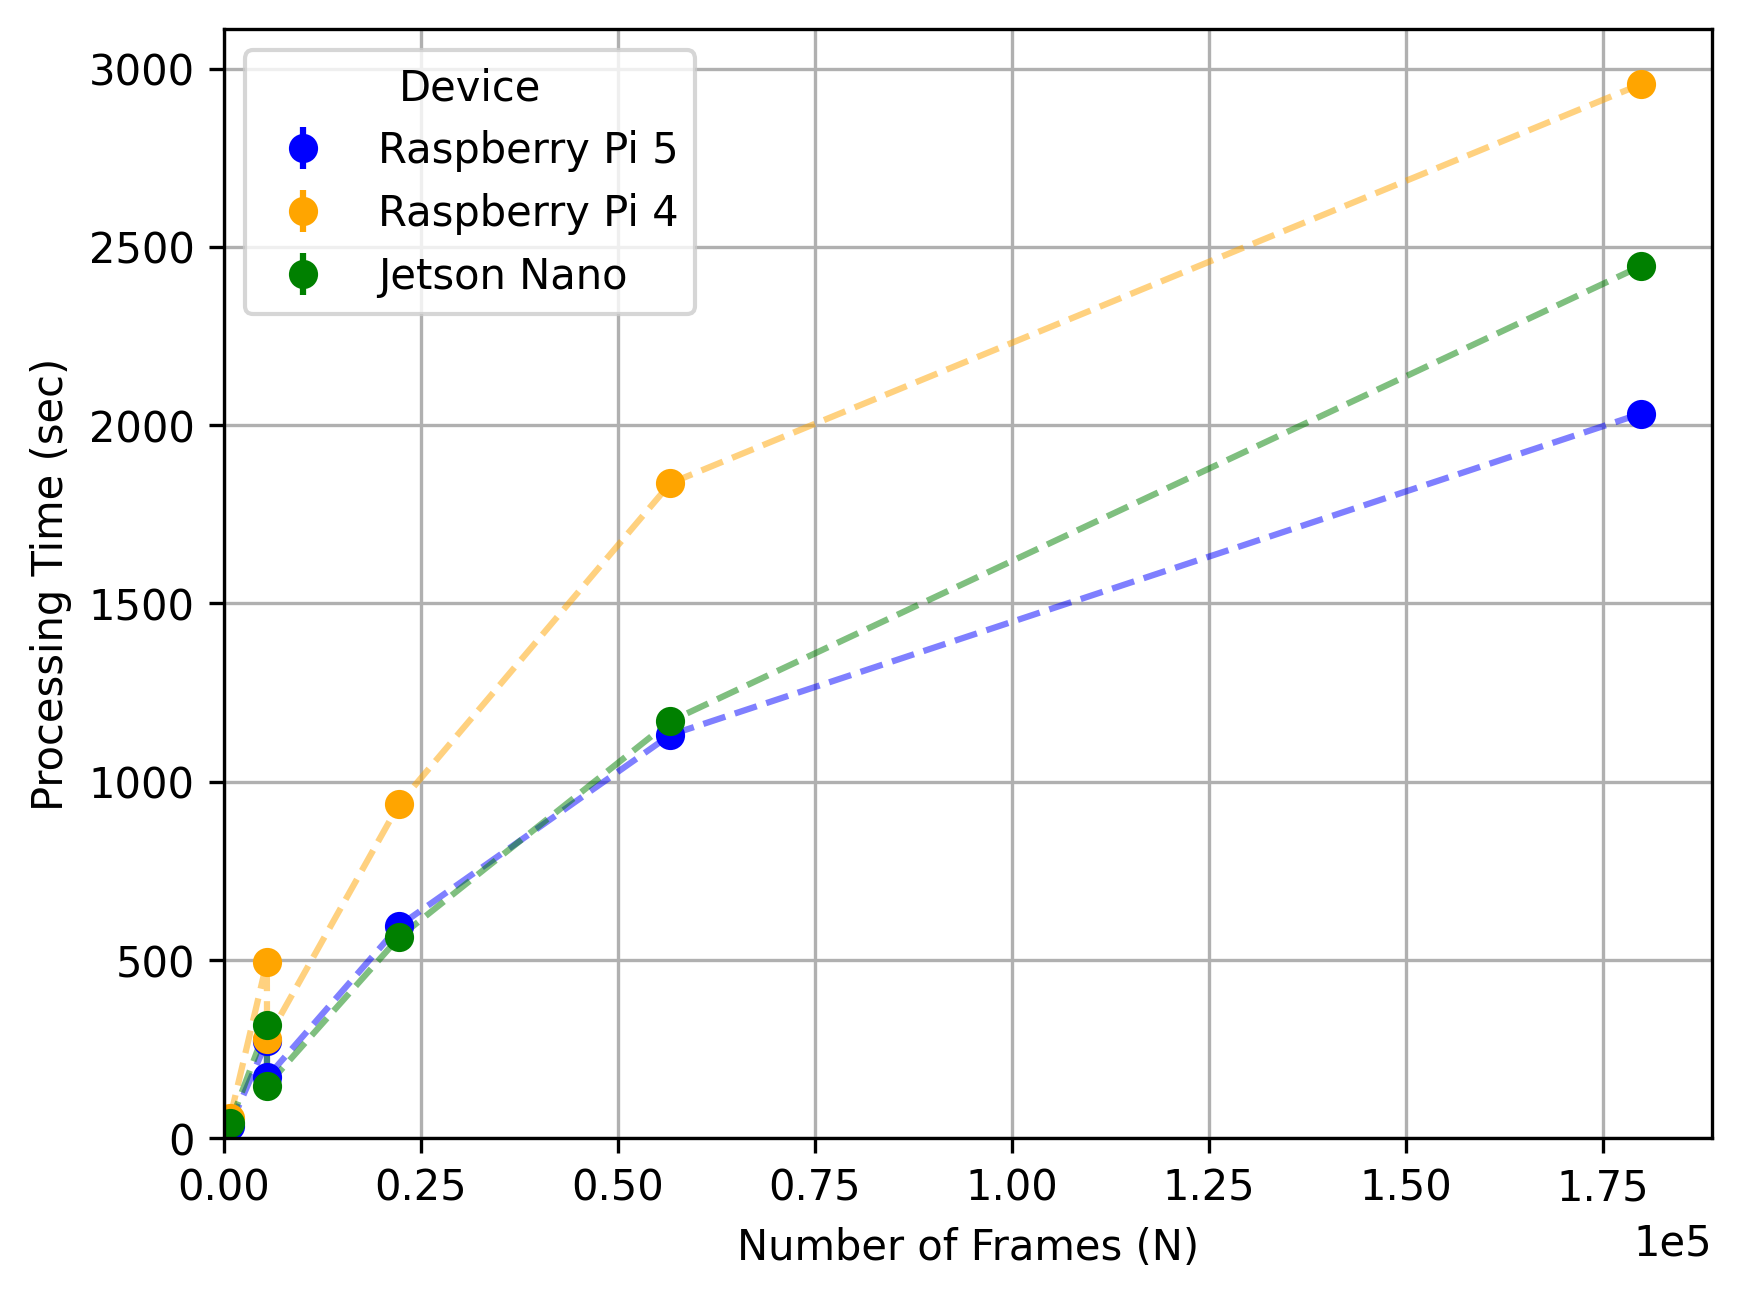 3000
2500
2000
1500
1000
500
0
Processing Time (sec)
Device
Raspberry Pi 5
Raspberry Pi 4
Jetson Nano
0.00 0.25 0.50 0.75 1.00 1.25 1.50 1.75
1e5
Number of Frames (N)